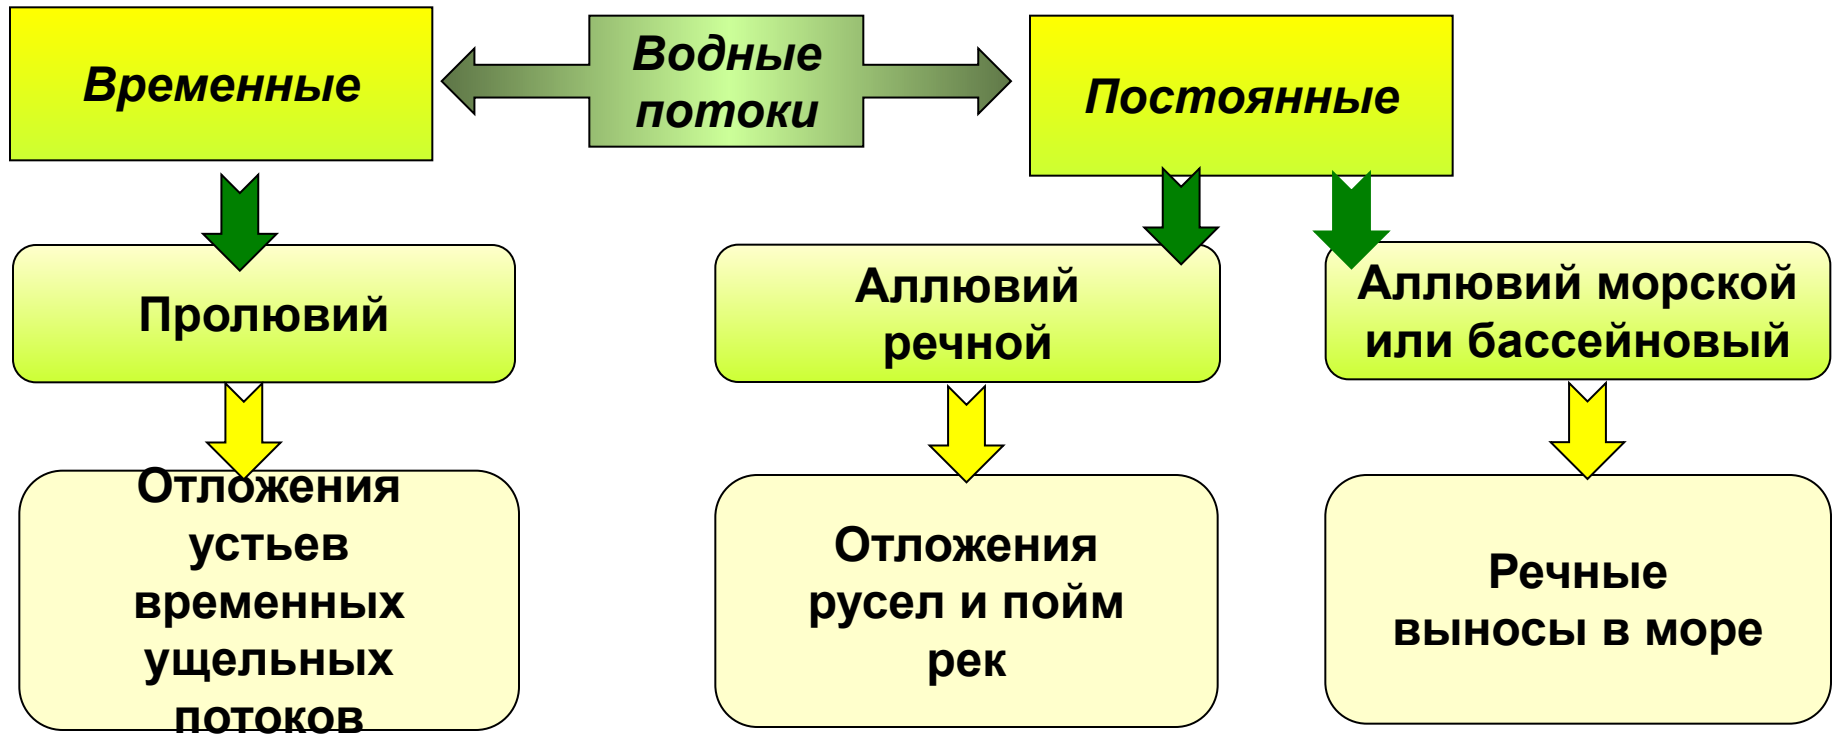 Временные
Водные
потоки
Постоянные
Пролювий
Аллювий
речной
Аллювий морской
или бассейновый
Отложения
устьев
временных
ущельных
потоков
Отложения
русел и пойм
рек
Речные
выносы в море